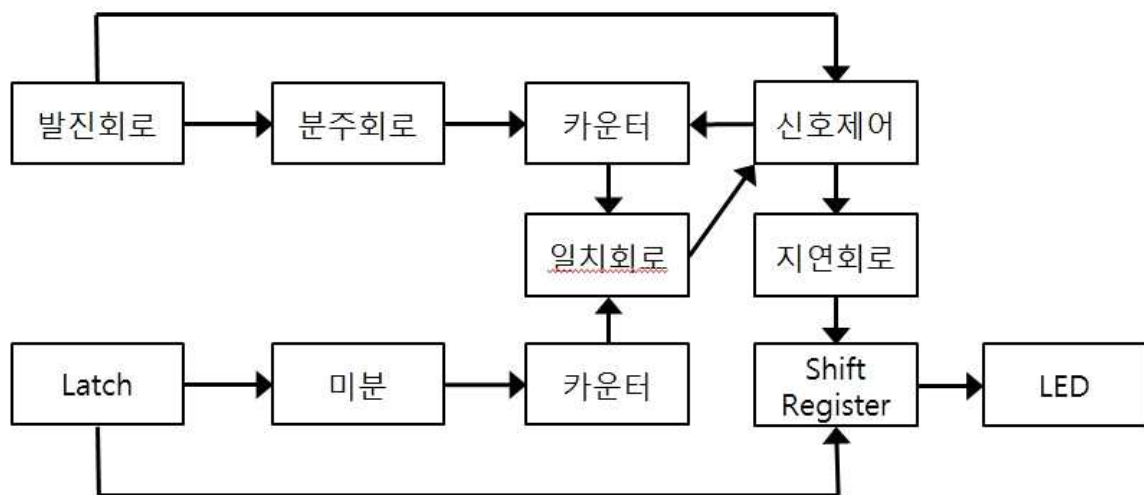 발진회로
분주회로
카운터
신호제어
일치회로
지연회로
Latch
미분
카운터
Shift
Register
LED